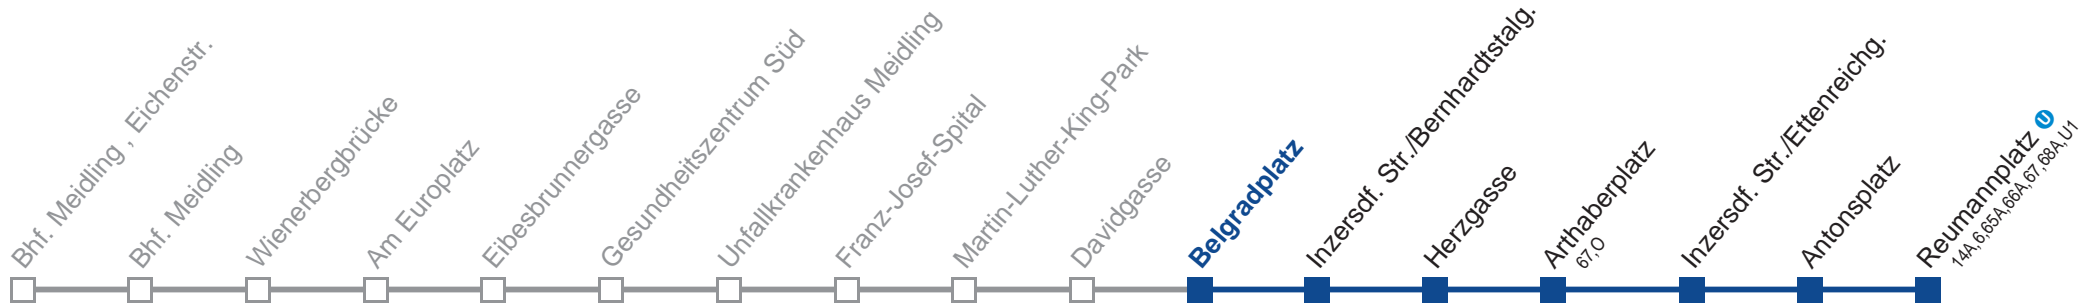 Bhf. Meidling , Eichenstr.
Bhf. Meidling
Wienerbergbrücke
Am Europlatz
Eibesbrunnergasse
Gesundheitszentrum Süd
Unfallkrankenhaus Meidling
Franz-Josef-Spital
Martin-Luther-King-Park
Davidgasse
Belgradplatz
Inzersdf. Str./Bernhardtstalg.
Herzgasse
Arthaberplatz
67,O
Inzersdf. Str./Ettenreichg.
Antonsplatz
Reumannplatz U
14A,6,65A,66A,67,68A,U1